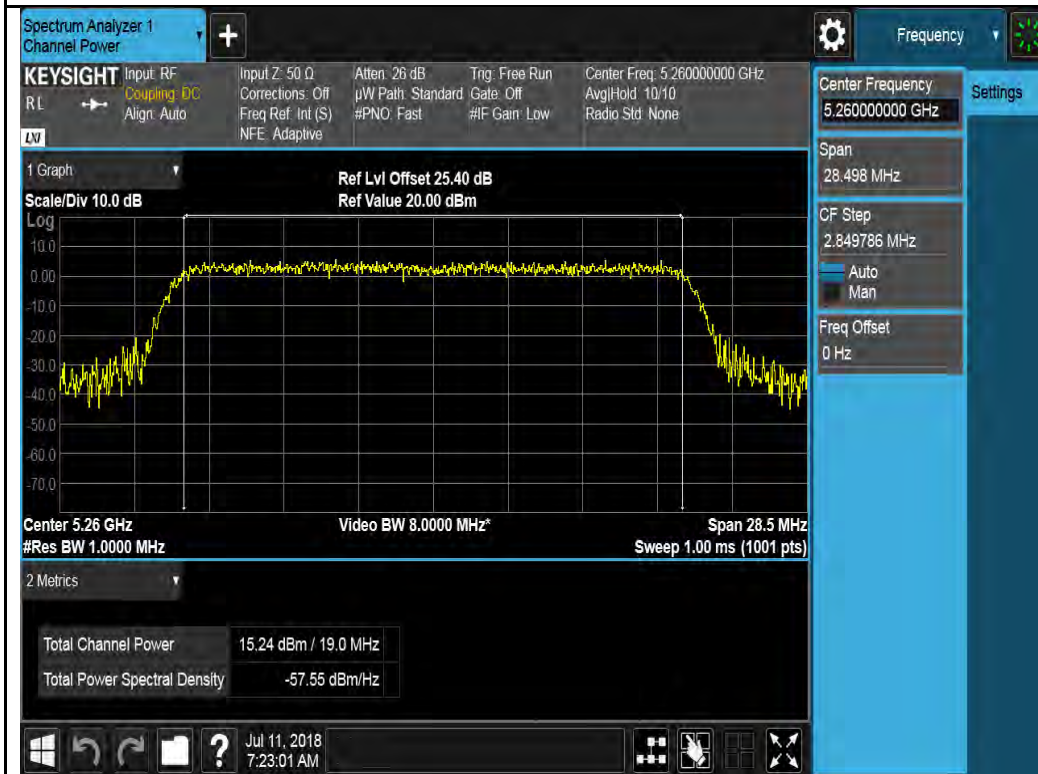 Spectrum Analyzer 1
Channel Power
+
Frequency
KEYSIGHT
RL
LXI
Input: RF
Coupling: DC
Align: Auto
Input Z: 50 Ω
Corrections: Off
Freq Ref: Int (S)
NFE: Adaptive
Atten: 26 dB
µW Path: Standard
#PNO: Fast
Trig: Free Run
Gate: Off
#IF Gain: Low
Center Freq: 5.260000000 GHz
Avg|Hold: 10/10
Radio Std: None
Center Frequency
5.260000000 GHz
Settings
Span
28.498 MHz
CF Step
2.849786 MHz
Auto
Man
Freq Offset
0 Hz
1 Graph
Scale/Div 10.0 dB
Ref Lvl Offset 25.40 dB
Ref Value 20.00 dBm
Log
10.0
0.00
-10.0
-20.0
-30.0
-40.0
-50.0
-60.0
-70.0
Center 5.26 GHz
#Res BW 1.0000 MHz
Video BW 8.0000 MHz*
Span 28.5 MHz
Sweep 1.00 ms (1001 pts)
2 Metrics
Total Channel Power 15.24 dBm / 19.0 MHz
Total Power Spectral Density -57.55 dBm/Hz
?
Jul 11, 2018
7:23:01 AM